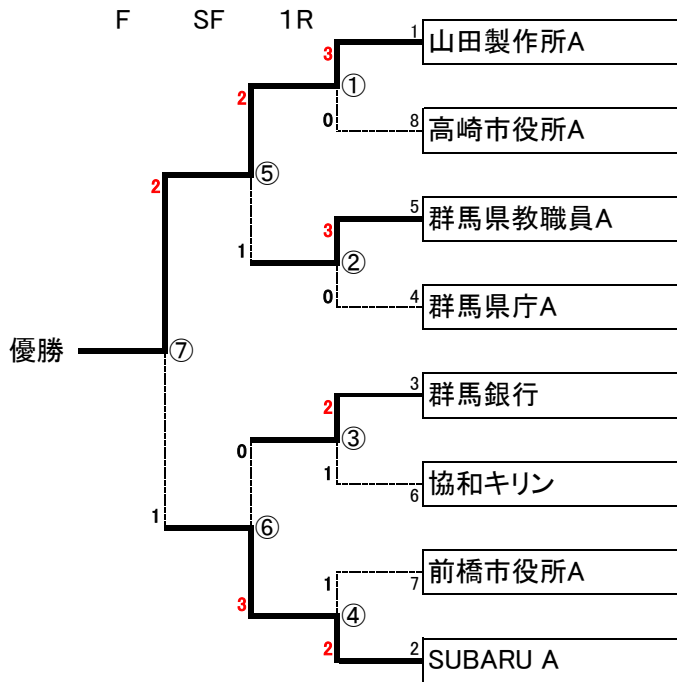 F SF 1R
1 山田製作所A
3
① 
2
0
8 高崎市役所A
2
⑤
5 群馬県教職員A
3
1
②
0
4 群馬県庁A
優勝
⑦
3 群馬銀行
2
0
③
1
6 協和キリン
1
⑥
前橋市役所A
7
1
3
④
2
2 SUBARU A